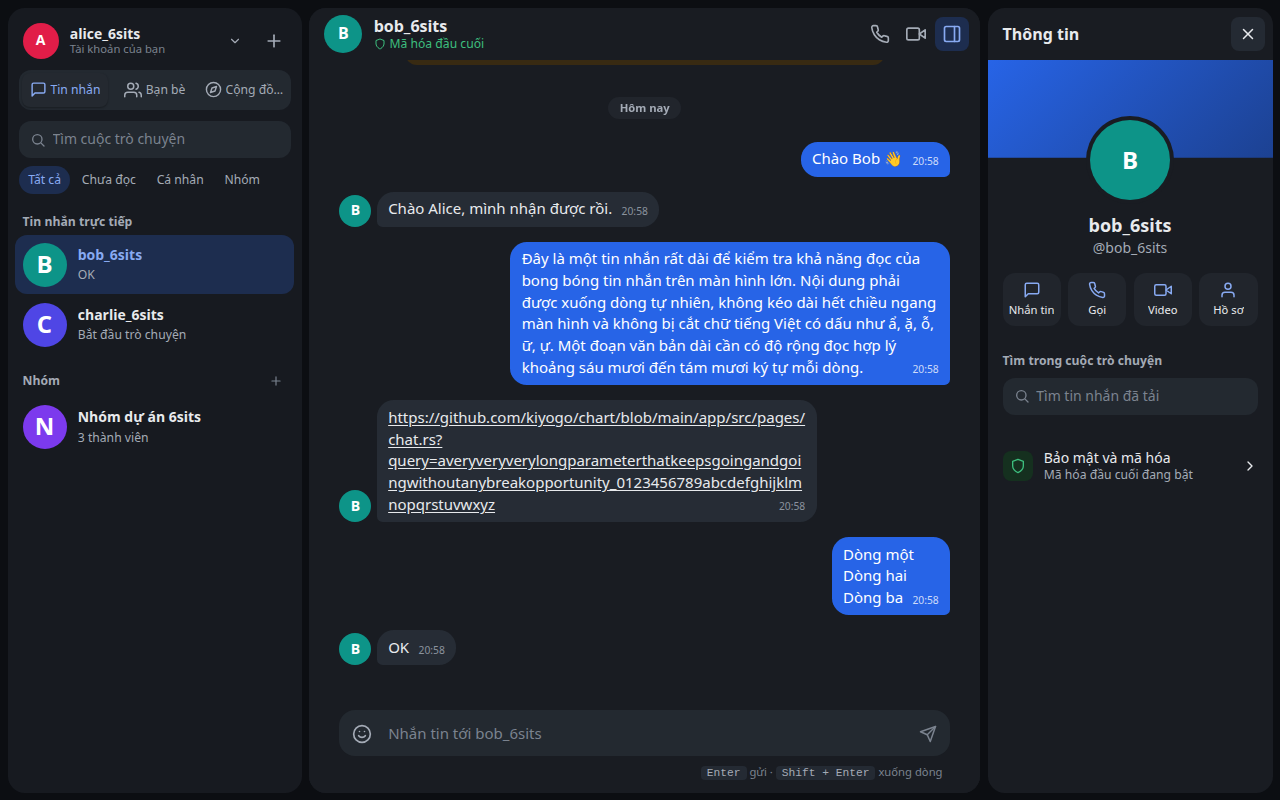 A
alice_6sits
Tài khoản của bạn
Tin nhắn
Bạn bè
Cộng đồ...
Tìm cuộc trò chuyện
Tất cả
Chưa đọc
Cá nhân
Nhóm
Tin nhắn trực tiếp
B
bob_6sits
OK
C
charlie_6sits
Bắt đầu trò chuyện
Nhóm
N
Nhóm dự án 6sits
3 thành viên
B
bob_6sits
Mã hóa đầu cuối
Hôm nay
Chào Bob 👋 20:58
B
Chào Alice, mình nhận được rồi. 20:58
Đây là một tin nhắn rất dài để kiểm tra khả năng đọc của
bong bóng tin nhắn trên màn hình lớn. Nội dung phải
được xuống dòng tự nhiên, không kéo dài hết chiều ngang
màn hình và không bị cắt chữ tiếng Việt có dấu như ẩ, ặ, ỗ,
ữ, ự. Một đoạn văn bản dài cần có độ rộng đọc hợp lý
khoảng sáu mươi đến tám mươi ký tự mỗi dòng. 20:58
https://github.com/kiyogo/chart/blob/main/app/src/pages/
chat.rs?
query=averyveryverylongparameterthatkeepsgoingandgoi
ngwithoutanybreakopportunity_0123456789abcdefghijklm
nopqrstuvwxyz 20:58
B
Dòng một
Dòng hai
Dòng ba 20:58
B
OK 20:58
Nhắn tin tới bob_6sits
Enter gửi · Shift + Enter xuống dòng
Thông tin
B
bob_6sits
@bob_6sits
Nhắn tin
Gọi
Video
Hồ sơ
Tìm trong cuộc trò chuyện
Tìm tin nhắn đã tải
Bảo mật và mã hóa
Mã hóa đầu cuối đang bật